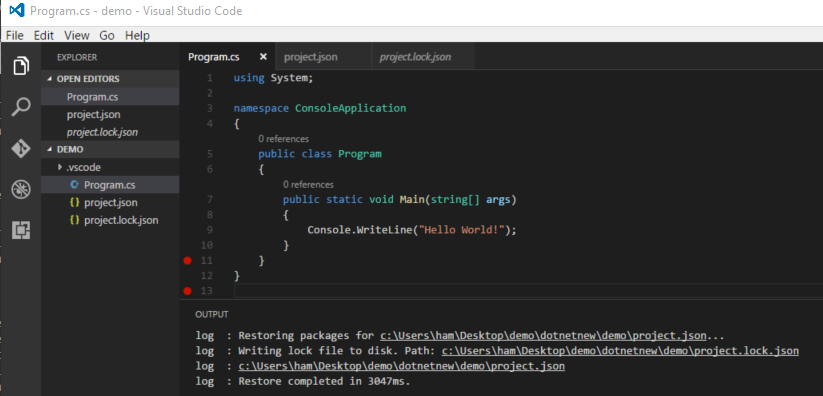 Program.cs - demo - Visual Studio Code
File Edit View Go Help
EXPLORER
OPEN EDITORS
Program.cs
project.json
project.lock.json
DEMO
.vscode
Program.cs
{ } project.json
{ } project.lock.json
Program.cs project.json project.lock.json
1 using System;
2
3 namespace ConsoleApplication
4 {
0 references
5 public class Program
6 {
0 references
7 public static void Main(string[] args)
8 {
9 Console.WriteLine("Hello World!");
10 }
11 }
12 }
13
OUTPUT
log : Restoring packages for c:\Users\ham\Desktop\demo\dotnetnew\demo\project.json...
log : Writing lock file to disk. Path: c:\Users\ham\Desktop\demo\dotnetnew\demo\project.lock.json
log : c:\Users\ham\Desktop\demo\dotnetnew\demo\project.json
log : Restore completed in 3047ms.